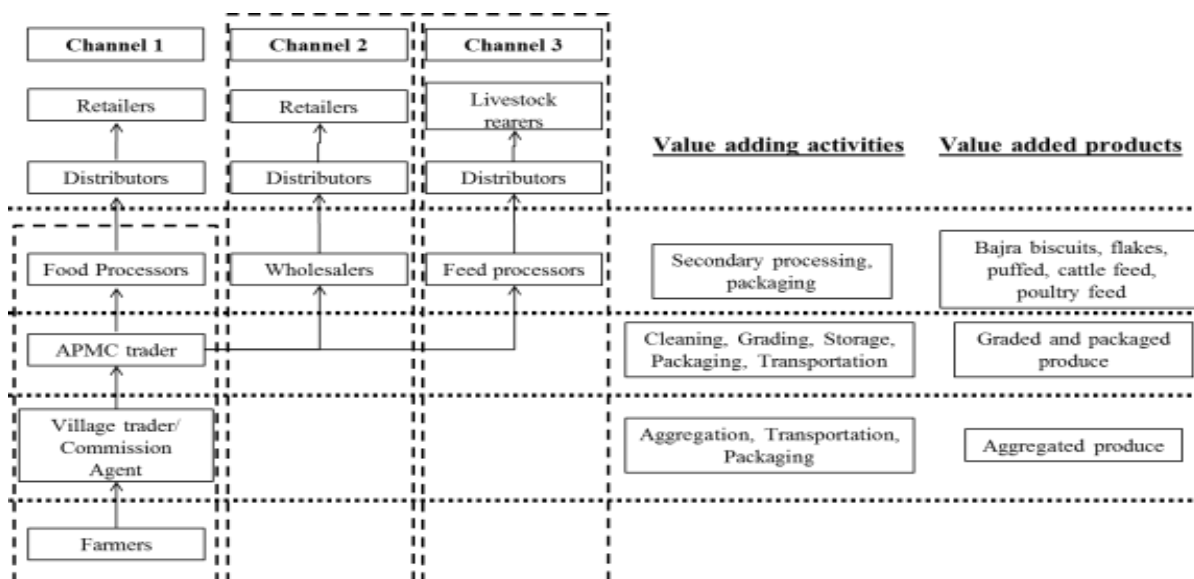 Channel 1
Channel 2
Channel 3
Retailers
Retailers
Livestock
rearers
Value adding activities
Value added products
Distributors
Distributors
Distributors
Food Processors
Wholesalers
Feed processors
Secondary processing,
packaging
Bajra biscuits, flakes,
puffed, cattle feed,
poultry feed
APMC trader
Cleaning, Grading, Storage,
Packaging, Transportation
Graded and packaged
produce
Village trader/
Commission
Agent
Aggregation, Transportation,
Packaging
Aggregated produce
Farmers